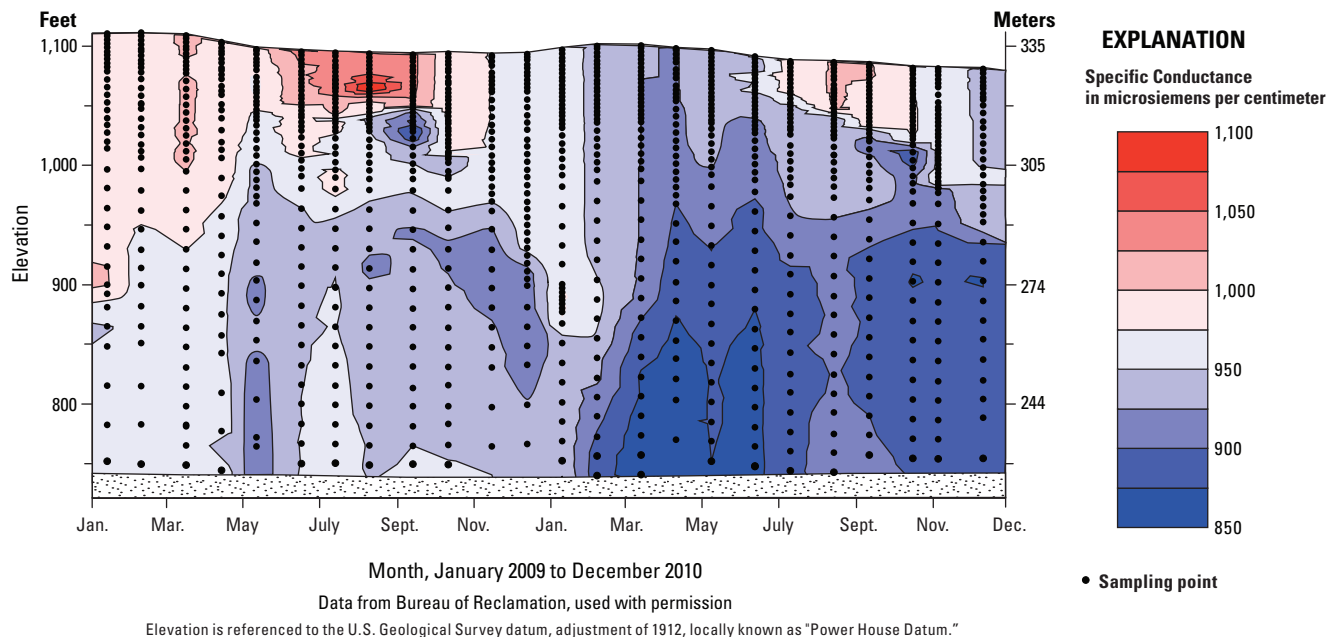 Feet
Meters
1,100
1,000
900
800
Elevation
335
305
274
244
Jan. Mar. May July Sept. Nov. Jan. Mar. May July Sept. Nov. Dec.
Month, January 2009 to December 2010
Data from Bureau of Reclamation, used with permission
Elevation is referenced to the U.S. Geological Survey datum, adjustment of 1912, locally known as "Power House Datum.”
EXPLANATION
Specific Conductance
in microsiemens per centimeter
1,100
1,050
1,000
950
900
850
Sampling point